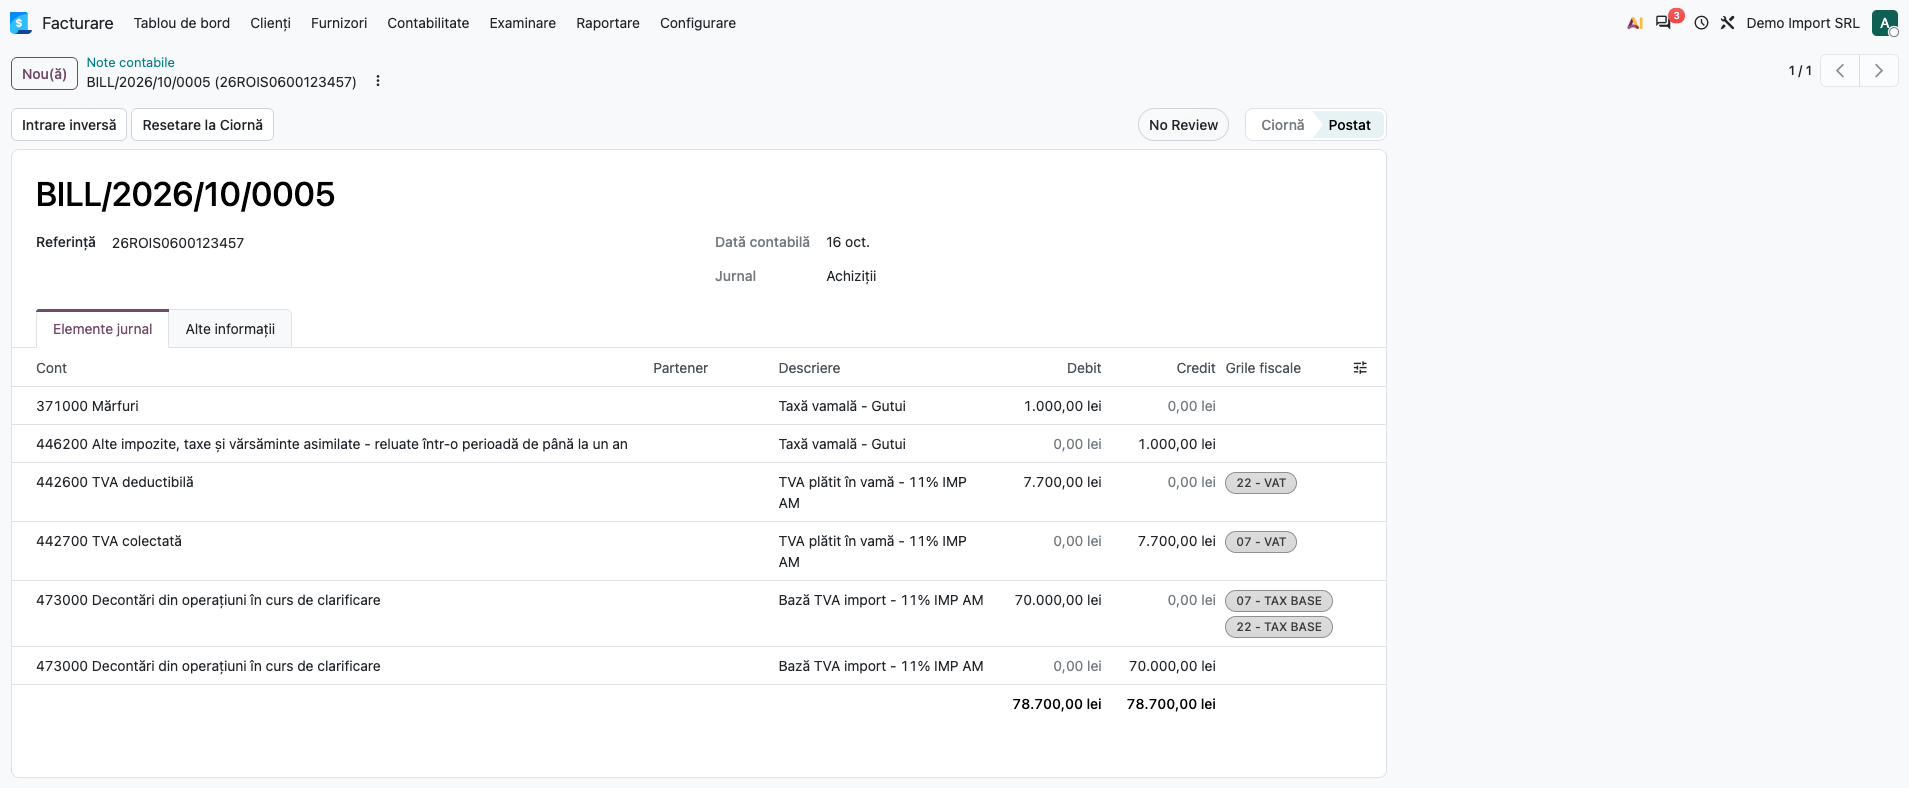 Facturare Tablou de bord Clienți Furnizori Contabilitate Examinare Raportare Configurare AI 3 Demo Import SRL A
Nou(ă) Note contabile
BILL/2026/10/0005 (26ROIS0600123457)
1 / 1
Intrare inversă Resetare la Ciornă No Review Ciornă Postat
BILL/2026/10/0005
Referință 26ROIS0600123457 Dată contabilă 16 oct.
Jurnal Achiziții
Elemente jurnal Alte informații
Cont Partener Descriere Debit Credit Grile fiscale
371000 Mărfuri Taxă vamală - Gutui 1.000,00 lei 0,00 lei
446200 Alte impozite, taxe și vărsăminte asimilate - reluate într-o perioadă de până la un an Taxă vamală - Gutui 0,00 lei 1.000,00 lei
442600 TVA deductibilă TVA plătit în vamă - 11% IMP AM 7.700,00 lei 0,00 lei 22 - VAT
442700 TVA colectată TVA plătit în vamă - 11% IMP AM 0,00 lei 7.700,00 lei 07 - VAT
473000 Decontări din operațiuni în curs de clarificare Bază TVA import - 11% IMP AM 70.000,00 lei 0,00 lei 07 - TAX BASE
22 - TAX BASE
473000 Decontări din operațiuni în curs de clarificare Bază TVA import - 11% IMP AM 0,00 lei 70.000,00 lei
78.700,00 lei 78.700,00 lei